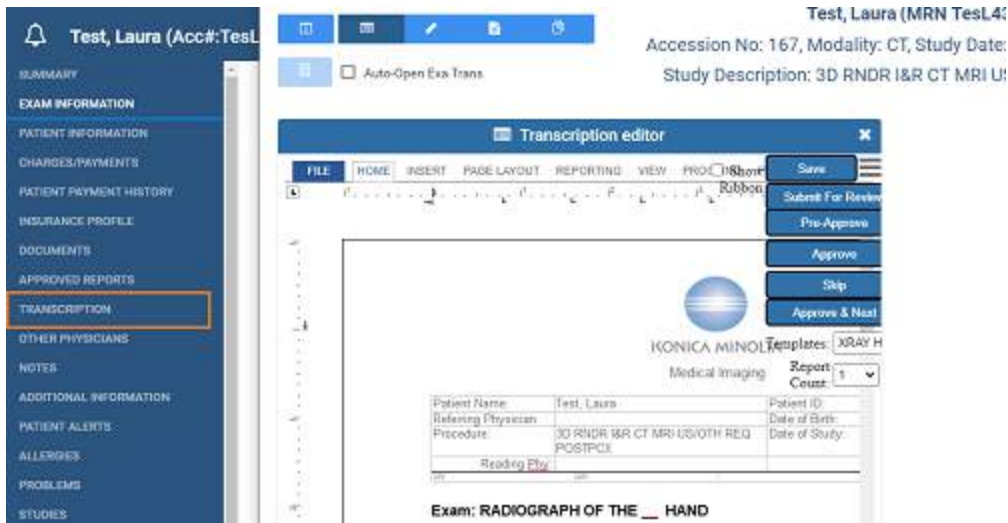 Test, Laura (Acc#:TesL
SUMMARY
EXAM INFORMATION
PATIENT INFORMATION
CHARGES/PAYMENTS
PATIENT PAYMENT HISTORY
INSURANCE PROFILE
DOCUMENTS
APPROVED REPORTS
TRANSCRIPTION
OTHER PHYSICIANS
NOTES
ADDITIONAL INFORMATION
PATIENT ALERTS
ALLERGIES
PROBLEMS
STUDIES
Test, Laura (MRN TesL43
Accession No: 167, Modality: CT, Study Date:
Study Description: 3D RNDR I&R CT MRI US
Auto-Open Exa Trans
Transcription editor
FILE HOME INSERT PAGE LAYOUT REPORTING VIEW
Show
Ribbon
Save
Submit For Review
Pre-Approve
Approve
Skip
Approve & Next
Templates: XRAY H
Report
Count: 1
KONICA MINOL
Medical Imaging
Patient Name Test, Laura Patient ID:
Referring Physician Date of Birth:
Procedure: 3D RNDR I&R CT MRI US/OTH REQ Date of Study:
POSTPCX
Reading Phy
Exam: RADIOGRAPH OF THE __ HAND